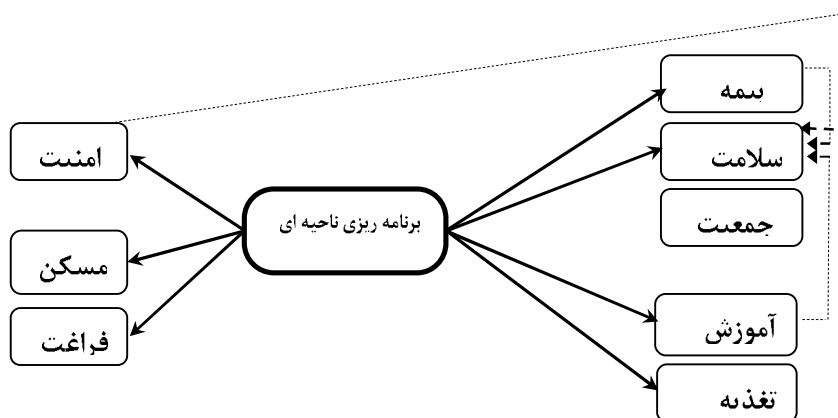 بیمه
سلامت
جمعیت
آموزش
تغذیه
برنامه ریزی ناحیه ای
امنیت
مسکن
فراغت